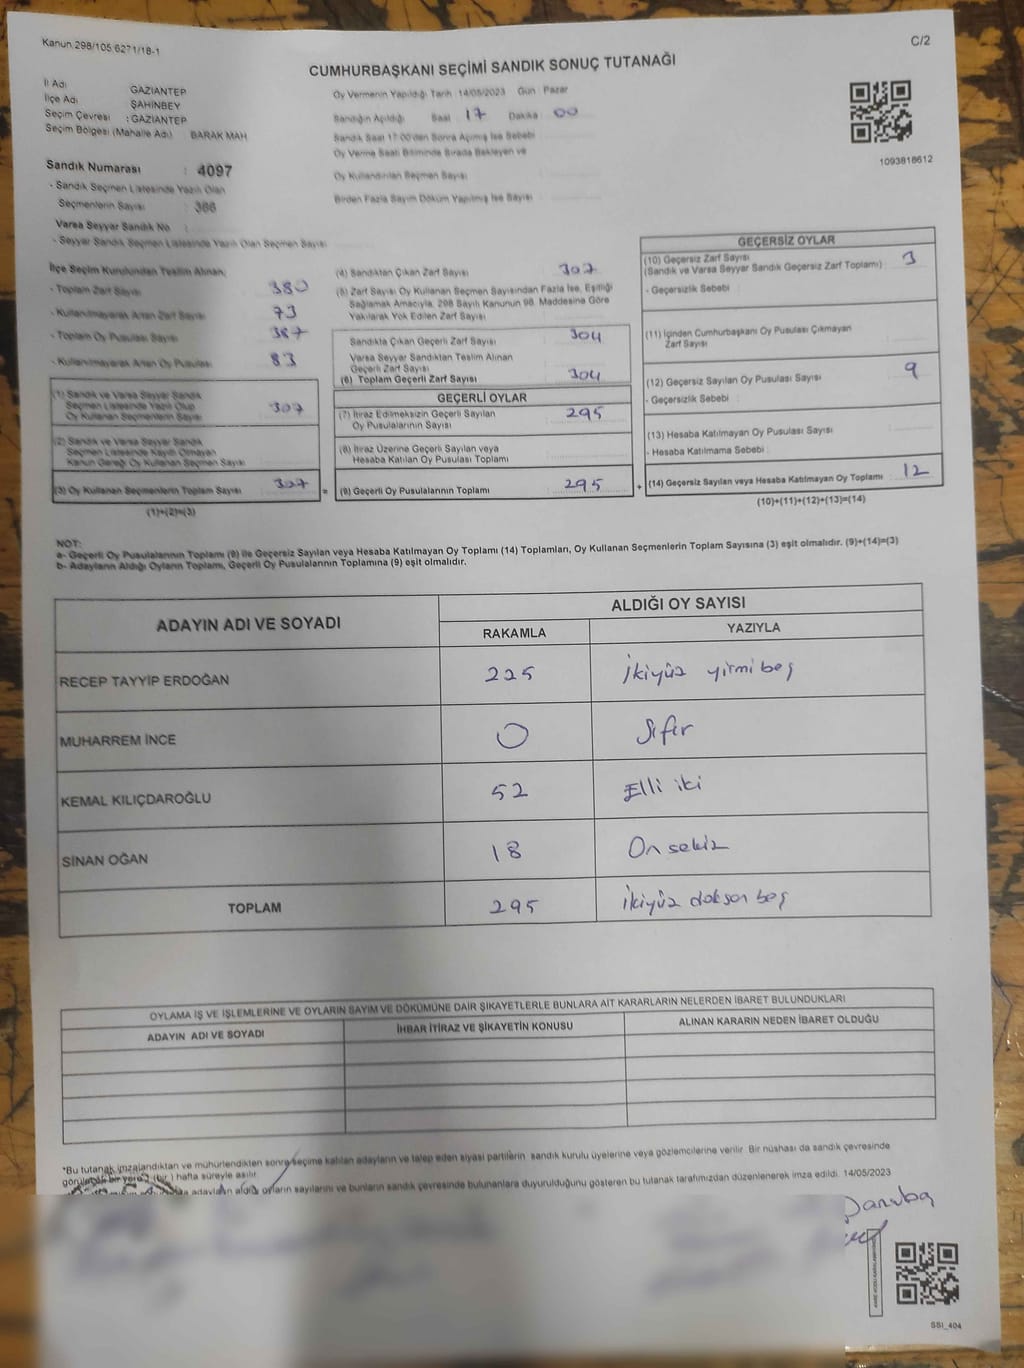 Kanun.298/105.6271/18-1
C/2
CUMHURBAŞKANI SEÇİMİ SANDIK SONUÇ TUTANAĞI
İl Adı GAZİANTEP
İlçe Adı ŞAHİNBEY
Seçim Çevresi : GAZİANTEP
Seçim Bölgesi (Mahalle Adı) BARAK MAH
Sandık Numarası : 4097
- Sandık Seçmen Listesinde Yazılı Olan
Seçmenlerin Sayısı : 366
Varsa Seyyar Sandık No :
- Seyyar Sandık Seçmen Listesinde Yazılı Olan Seçmen Sayısı
Oy Vermenin Yapıldığı Tarih 14/05/2023 Gün Pazar
Sandığın Açıldığı Saat 17 Dakika 00
Sandık Saat 17:00'den Sonra Açılmış İse Sebebi
Oy Verme Saati Bitiminde Sırada Bekleyen ve
Oy Kullandırılan Seçmen Sayısı
Birden Fazla Sayım Döküm Yapılmış İse Sayısı
1093818612
İlçe Seçim Kurulundan Teslim Alınan;
- Toplam Zarf Sayısı 380
- Kullanılmayarak Artan Zarf Sayısı 73
- Toplam Oy Pusulası Sayısı 387
- Kullanılmayarak Artan Oy Pusulası 83
(1) Sandık ve Varsa Seyyar Sandık
Seçmen Listesinde Yazılı Olup
Oy Kullanan Seçmenlerin Sayısı 307
(2) Sandık ve Varsa Seyyar Sandık
Seçmen Listesinde Kayıtlı Olmayan
Kanun Gereği Oy Kullanan Seçmen Sayısı
(3) Oy Kullanan Seçmenlerin Toplam Sayısı 307 =
(1)+(2)=(3)
(4) Sandıktan Çıkan Zarf Sayısı 307
(5) Zarf Sayısı Oy Kullanan Seçmen Sayısından Fazla İse, Eşitliği
Sağlamak Amacıyla, 298 Sayılı Kanunun 98. Maddesine Göre
Yakılarak Yok Edilen Zarf Sayısı
Sandıkta Çıkan Geçerli Zarf Sayısı 304
Varsa Seyyar Sandıktan Teslim Alınan
Geçerli Zarf Sayısı
(6) Toplam Geçerli Zarf Sayısı 304
GEÇERLİ OYLAR
(7) İtiraz Edilmeksizin Geçerli Sayılan
Oy Pusulalarının Sayısı 295
(8) İtiraz Üzerine Geçerli Sayılan veya
Hesaba Katılan Oy Pusulası Toplamı
(9) Geçerli Oy Pusulalarının Toplamı 295 +
GEÇERSİZ OYLAR
(10) Geçersiz Zarf Sayısı
(Sandık ve Varsa Seyyar Sandık Geçersiz Zarf Toplamı) 3
- Geçersizlik Sebebi
(11) İçinden Cumhurbaşkanı Oy Pusulası Çıkmayan
Zarf Sayısı
(12) Geçersiz Sayılan Oy Pusulası Sayısı 9
- Geçersizlik Sebebi :
(13) Hesaba Katılmayan Oy Pusulası Sayısı
- Hesaba Katılmama Sebebi :
(14) Geçersiz Sayılan veya Hesaba Katılmayan Oy Toplamı 12
(10)+(11)+(12)+(13)=(14)
NOT:
a- Geçerli Oy Pusulalarının Toplamı (9) ile Geçersiz Sayılan veya Hesaba Katılmayan Oy Toplamı (14) Toplamları, Oy Kullanan Seçmenlerin Toplam Sayısına (3) eşit olmalıdır. (9)+(14)=(3)
b- Adayların Aldığı Oyların Toplamı, Geçerli Oy Pusulalarının Toplamına (9) eşit olmalıdır.
ADAYIN ADI VE SOYADI
ALDIĞI OY SAYISI
RAKAMLA YAZIYLA
RECEP TAYYİP ERDOĞAN 225 İkiyüz yirmi beş
MUHARREM İNCE 0 Sıfır
KEMAL KILIÇDAROĞLU 52 Elli iki
SİNAN OĞAN 18 On sekiz
TOPLAM 295 İkiyüz doksan beş
OYLAMA İŞ VE İŞLEMLERİNE VE OYLARIN SAYIM VE DÖKÜMÜNE DAİR ŞİKAYETLERLE BUNLARA AİT KARARLARIN NELERDEN İBARET BULUNDUKLARI
ADAYIN ADI VE SOYADI İHBAR İTİRAZ VE ŞİKAYETİN KONUSU ALINAN KARARIN NEDEN İBARET OLDUĞU
*Bu tutanak imzalandıktan ve mühürlendikten sonra seçime katılan adayların ve talep eden siyasi partilerin sandık kurulu üyelerine veya gözlemcilerine verilir. Bir nüshası da sandık çevresinde
görülecek bir yere (bir) hafta süreyle asılır.
adayların aldığı oyların sayılarını ve bunların sandık çevresinde bulunanlara duyurulduğunu gösteren bu tutanak tarafımızdan düzenlenerek imza edildi. 14/05/2023
SSI_404